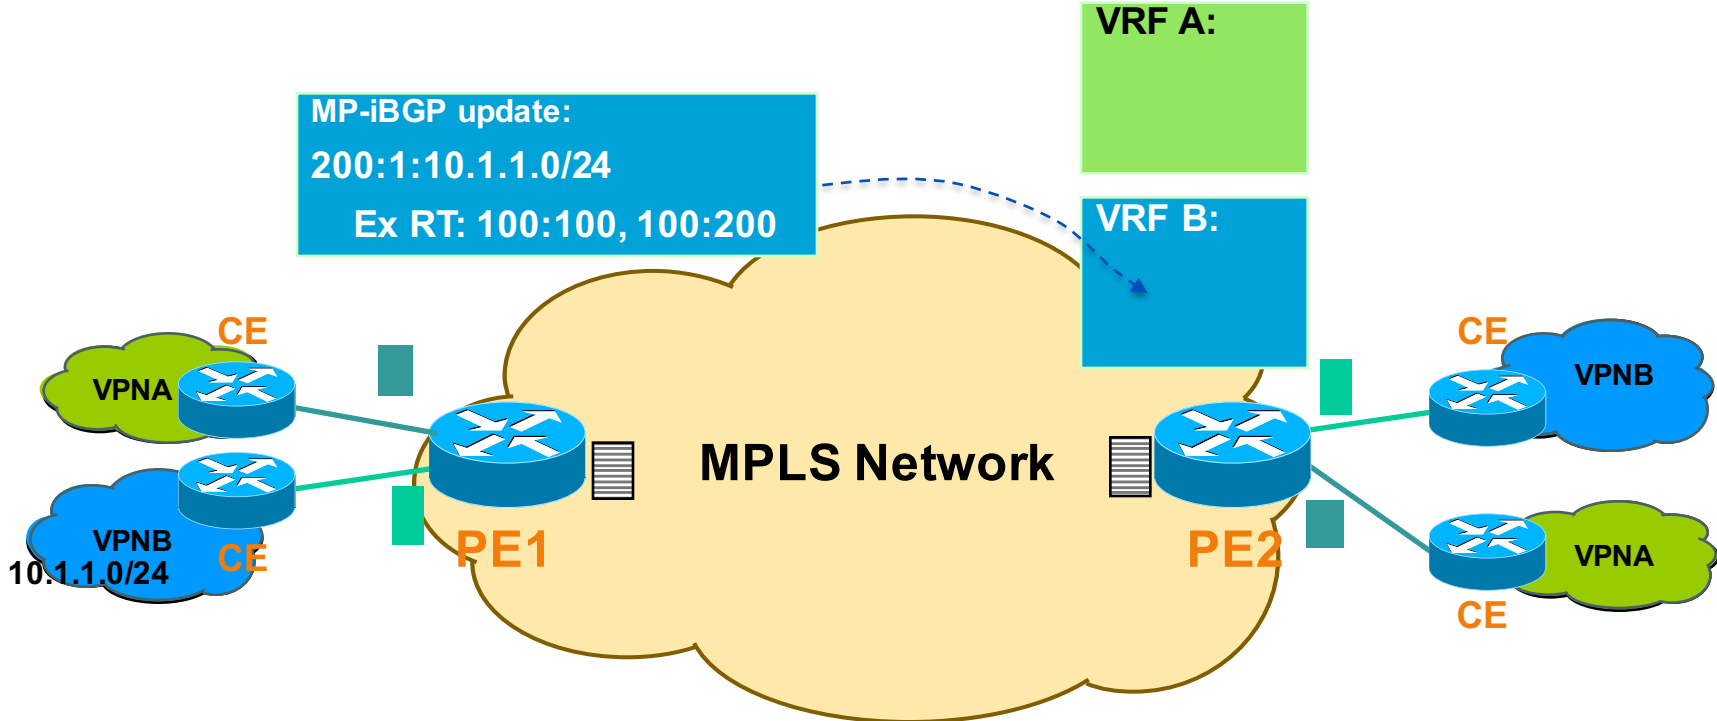 VRF A:
MP-iBGP update:
200:1:10.1.1.0/24
Ex RT: 100:100, 100:200
VRF B:
CE
CE
VPNA
VPNB
MPLS Network
VPNB
10.1.1.0/24
CE
PE1
PE2
VPNA
CE